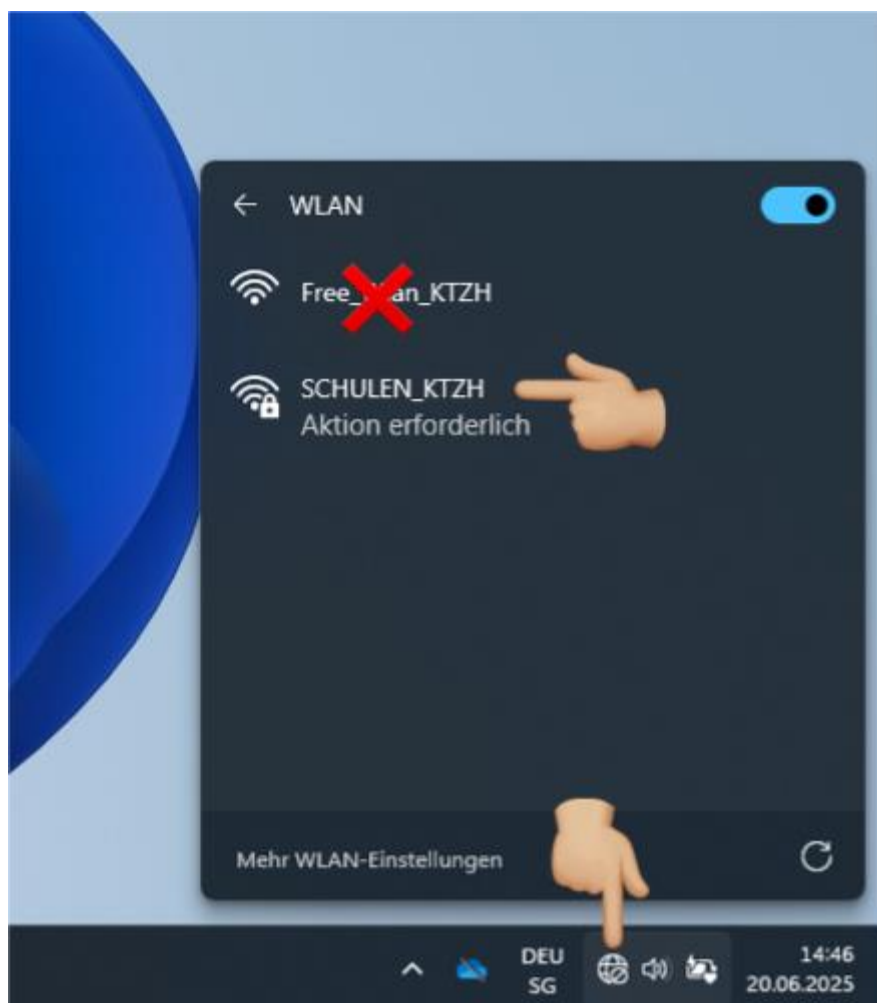 WLAN
Free_ an_KTZH
SCHULEN_KTZH
Aktion erforderlich
Mehr WLAN-Einstellungen
DEU
SG
14:46
20.06.2025